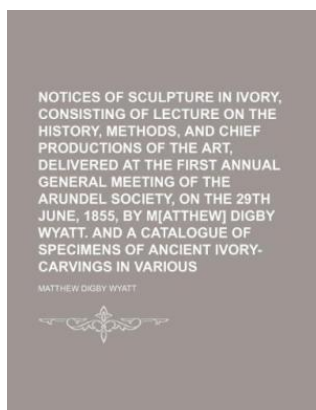 NOTICES OF SCULPTURE IN IVORY,
CONSISTING OF LECTURE ON THE
HISTORY, METHODS, AND CHIEF
PRODUCTIONS OF THE ART,
DELIVERED AT THE FIRST ANNUAL
GENERAL MEETING OF THE
ARUNDEL SOCIETY, ON THE 29TH
JUNE, 1855, BY M[ATTHEW] DIGBY
WYATT. AND A CATALOGUE OF
SPECIMENS OF ANCIENT IVORY-
CARVINGS IN VARIOUS
MATTHEW DIGBY WYATT